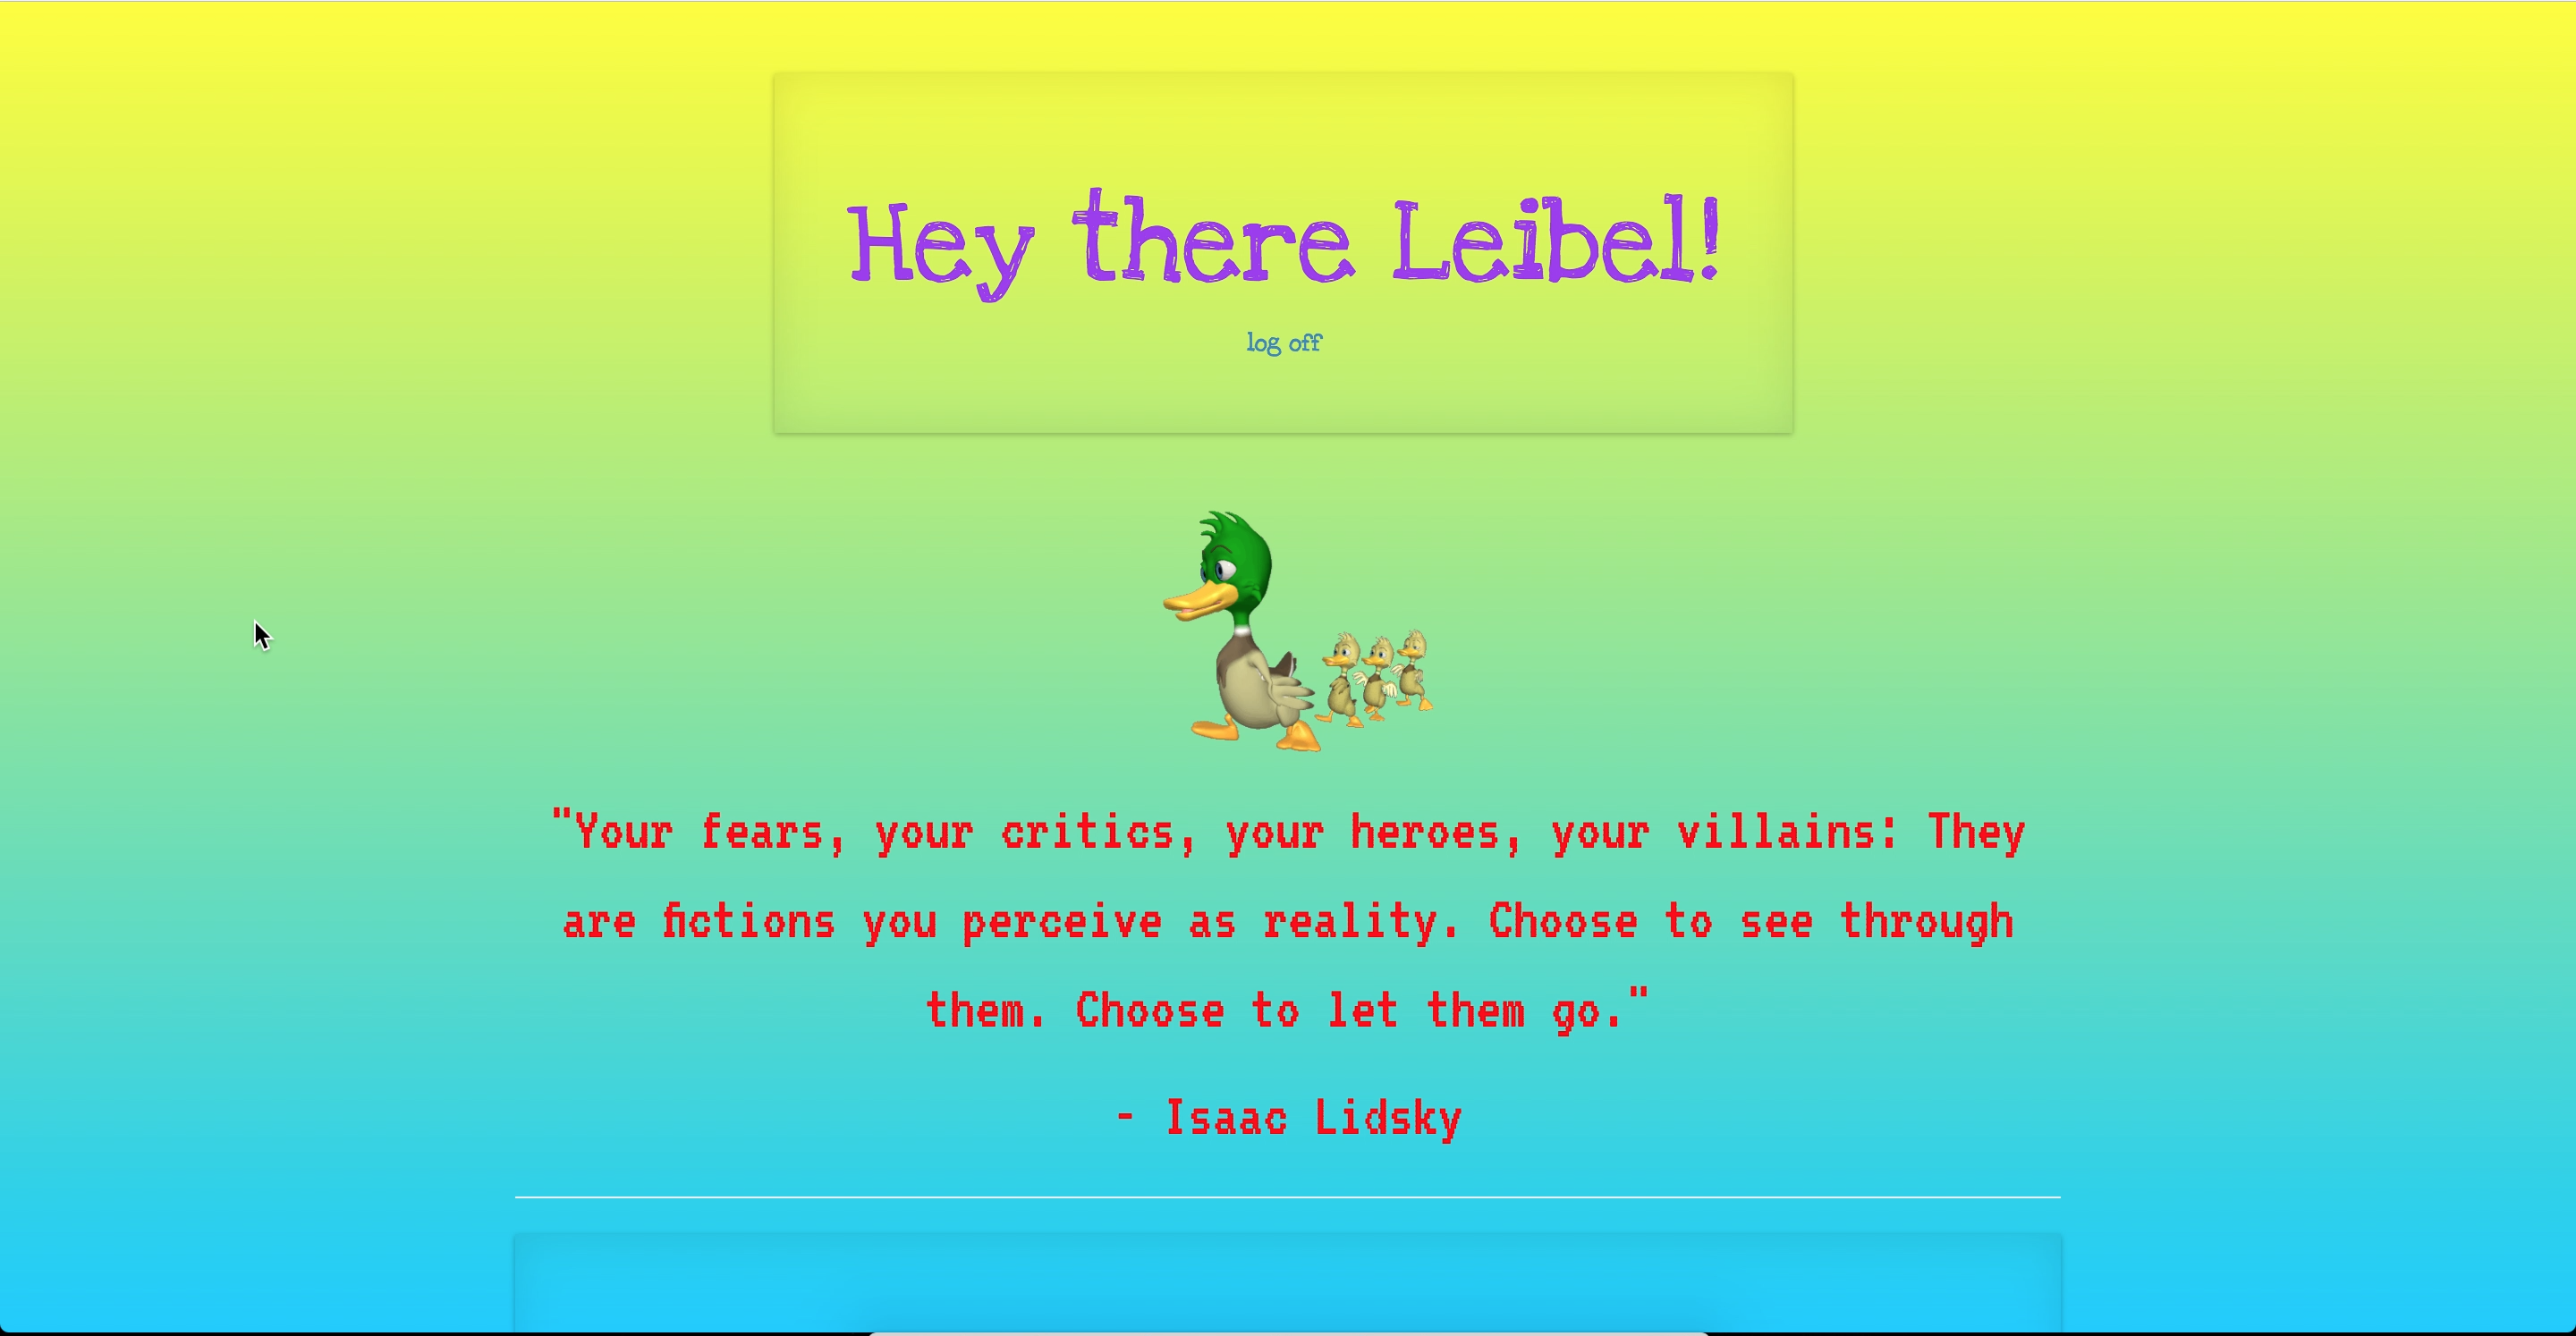 Hey there Leibel!
log off
"Your fears, your critics, your heroes, your villains: They
are fictions you perceive as reality. Choose to see through
them. Choose to let them go."
- Isaac Lidsky